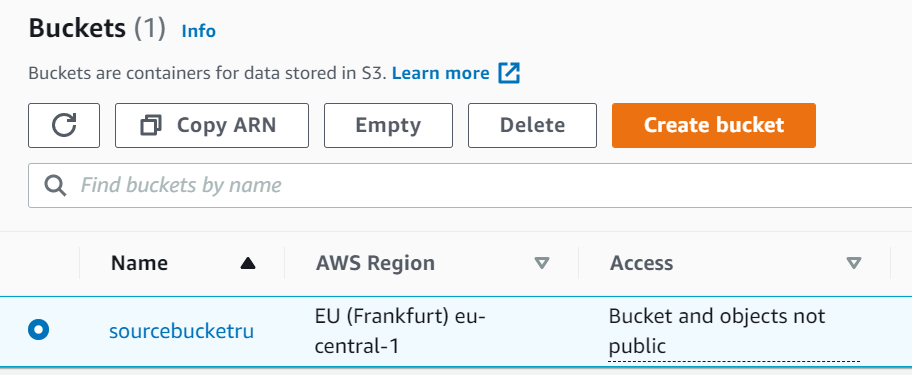 Buckets (1) Info
Buckets are containers for data stored in S3. Learn more
Copy ARN Empty Delete Create bucket
Find buckets by name
Name AWS Region Access
sourcebucketru EU (Frankfurt) eu-central-1 Bucket and objects not public